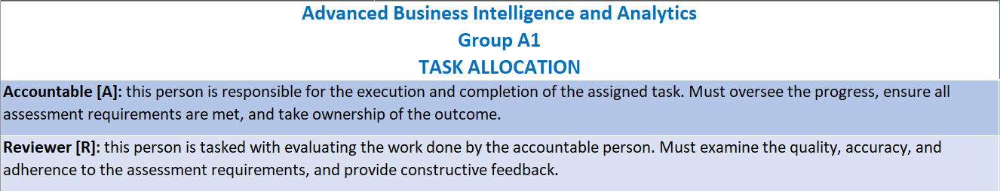 Advanced Business Intelligence and Analytics
Group A1
TASK ALLOCATION
Accountable [A]: this person is responsible for the execution and completion of the assigned task. Must oversee the progress, ensure all
assessment requirements are met, and take ownership of the outcome.
Reviewer [R]: this person is tasked with evaluating the work done by the accountable person. Must examine the quality, accuracy, and
adherence to the assessment requirements, and provide constructive feedback.